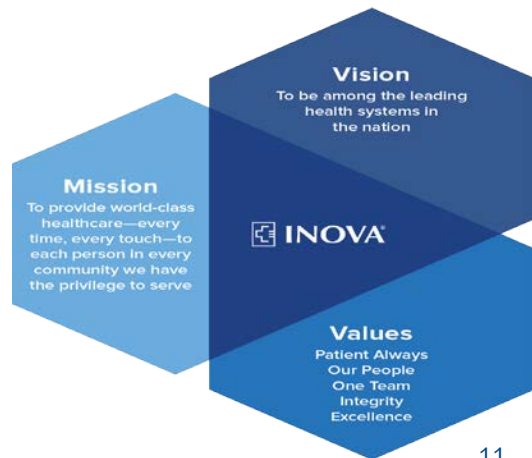 Vision
To be among the leading
health systems in
the nation
Mission
To provide world-class
healthcare—every
time, every touch—to
each person in every
community we have
the privilege to serve
INOVA®
Values
Patient Always
Our People
One Team
Integrity
Excellence
11